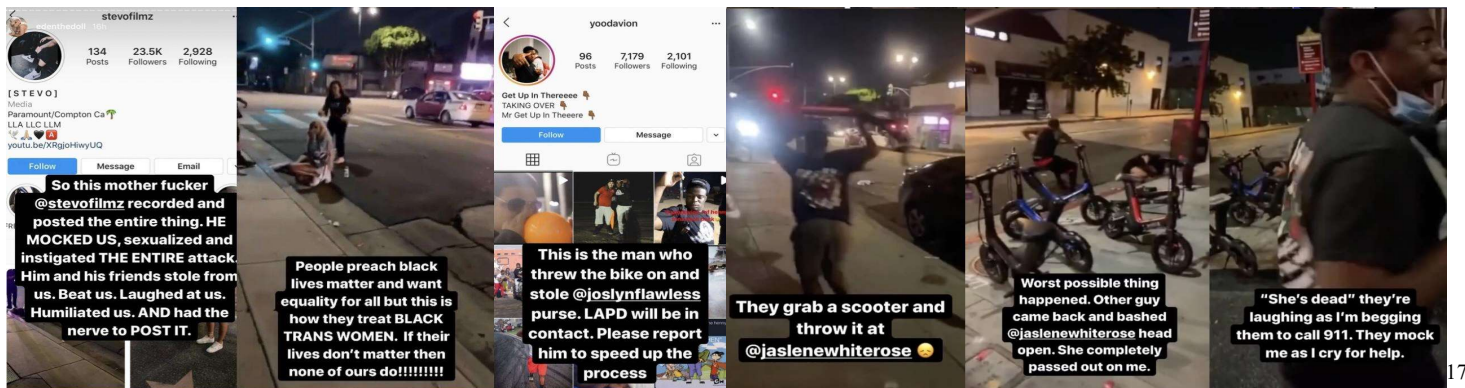 stevofilmz
edenthedoll 16h
134 23.5K 2,928
Posts Followers Following
[ S T E V O ]
Media
Paramount/Compton Ca🌴
LLA LLC LLM
🕊️🙏🏼🖤🅰️
youtu.be/XRgjoHiwyUQ
Follow Message Email
So this mother fucker
@stevofilmz recorded and
posted the entire thing. HE
MOCKED US, sexualized and
instigated THE ENTIRE attack.
Him and his friends stole from
us. Beat us. Laughed at us.
Humiliated us. AND had the
nerve to POST IT.
People preach black
lives matter and want
equality for all but this is
how they treat BLACK
TRANS WOMEN. If their
lives don’t matter then
none of ours do!!!!!!!!!
yoodavion
96 7,179 2,101
Posts Followers Following
Get Up In Thereeee 👇🏾
TAKING OVER 👇🏾
Mr Get Up In Theeere 👇🏾
Follow Message
This is the man who
threw the bike on and
stole @joslynflawless
purse. LAPD will be in
contact. Please report
him to speed up the
process
They grab a scooter and
throw it at
@jaslenewhiterose 😞
Worst possible thing
happened. Other guy
came back and bashed
@jaslenewhiterose head
open. She completely
passed out on me.
“She’s dead” they’re
laughing as I’m begging
them to call 911. They mock
me as I cry for help.
17